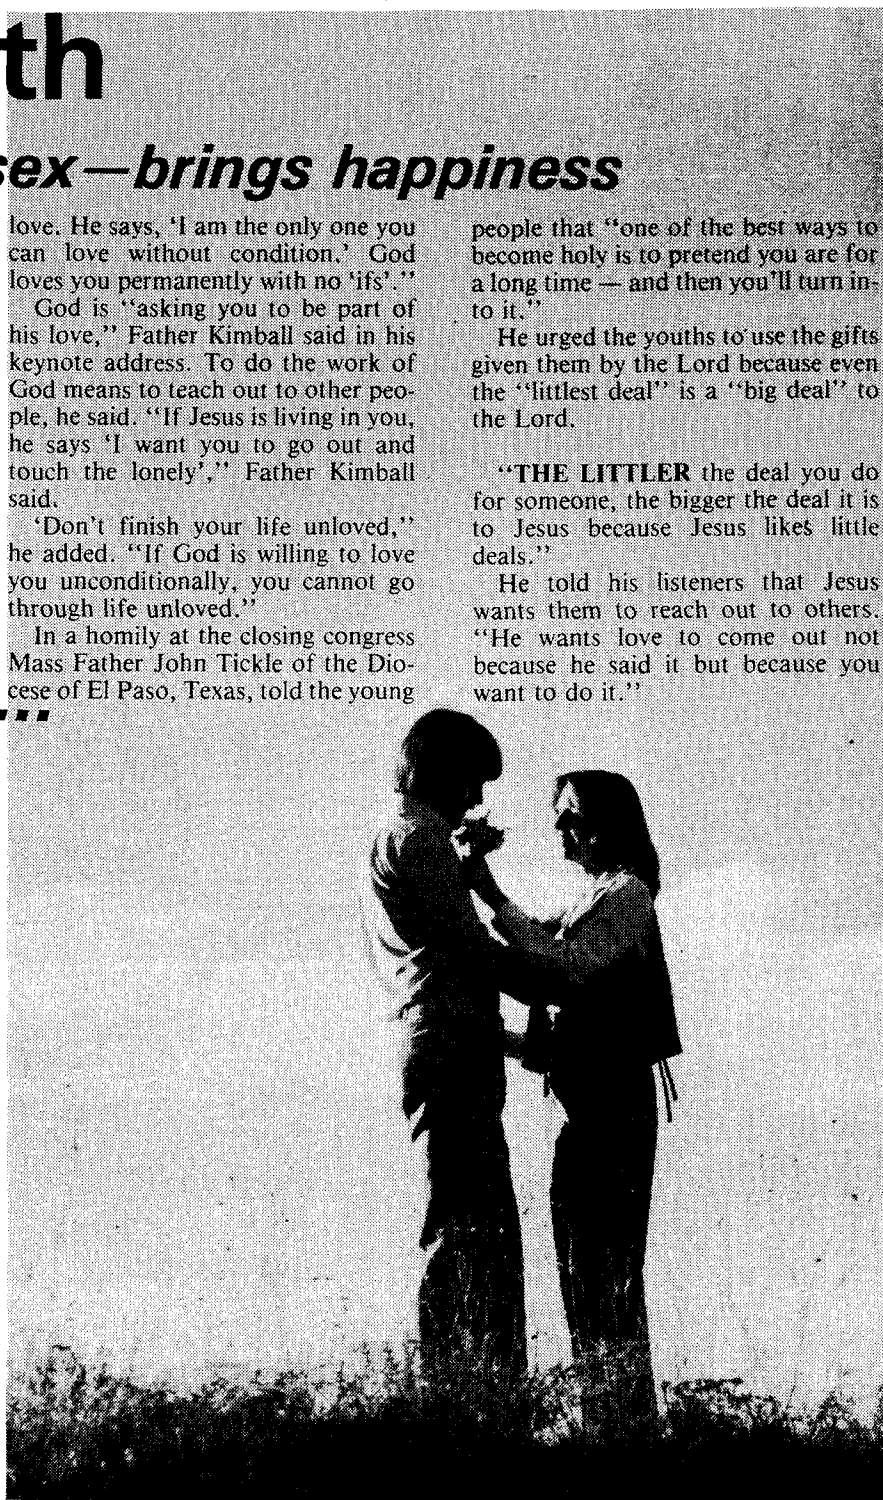 th
sex—brings happiness
love. He says, ‘I am the only one you
can love without condition.’ God
loves you permanently with no ‘ifs’.’’
God is ‘‘asking you to be part of
his love,’’ Father Kimball said in his
keynote address. To do the work of
God means to teach out to other peo-
ple, he said. ‘‘If Jesus is living in you,
he says ‘I want you to go out and
touch the lonely’,’’ Father Kimball
said.
‘Don’t finish your life unloved,’’
he added. ‘‘If God is willing to love
you unconditionally, you cannot go
through life unloved.’’
In a homily at the closing congress
Mass Father John Tickle of the Dio-
cese of El Paso, Texas, told the young
people that ‘‘one of the best ways to
become holy is to pretend you are for
a long time — and then you’ll turn in-
to it.’’
He urged the youths to use the gifts
given them by the Lord because even
the ‘‘littlest deal’’ is a ‘‘big deal’’ to
the Lord.
‘‘THE LITTLER the deal you do
for someone, the bigger the deal it is
to Jesus because Jesus likes little
deals.’’
He told his listeners that Jesus
wants them to reach out to others.
‘‘He wants love to come out not
because he said it but because you
want to do it.’’